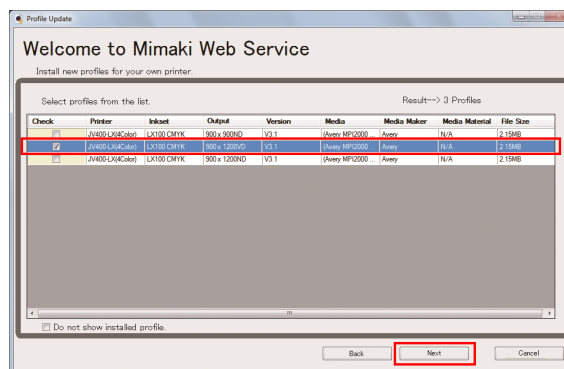 Profile Update
Welcome to Mimaki Web Service
Install new profiles for your own printer.
Select profiles from the list.
Result--> 3 Profiles
Check Printer Inkset Output Version Media Media Maker Media Material File Size
JV400-LX(4Color) LX100 CMYK 900 x 900ND V3.1 (Avery MPI2000 ... Avery N/A 2.15MB
JV400-LX(4Color) LX100 CMYK 900 x 1200VD V3.1 (Avery MPI2000 ... Avery N/A 2.15MB
JV400-LX(4Color) LX100 CMYK 900 x 1200ND V3.1 (Avery MPI2000 ... Avery N/A 2.15MB
Do not show installed profile.
Back Next Cancel